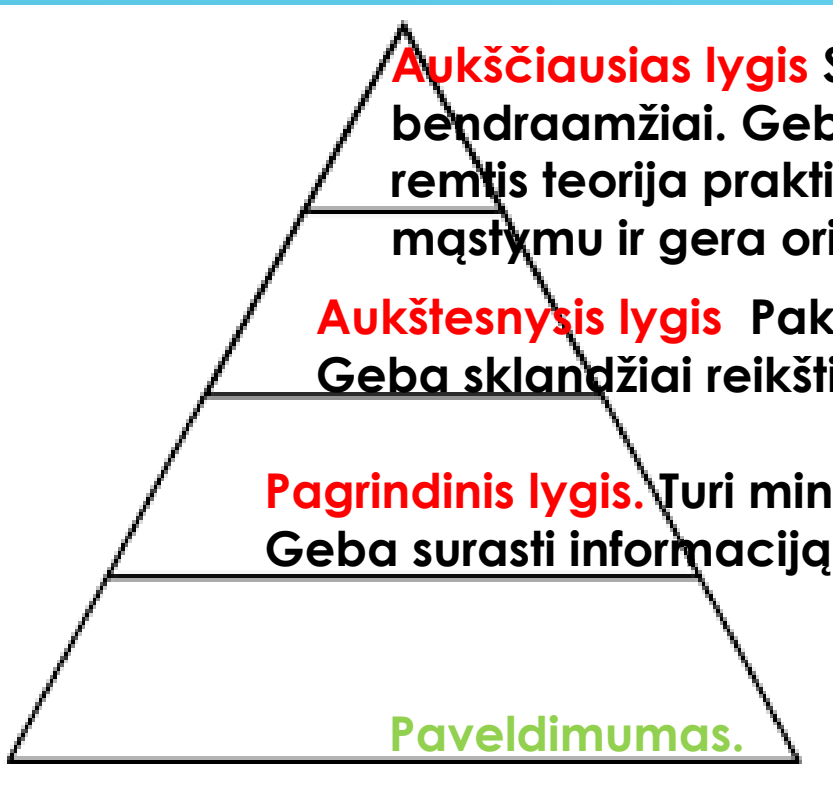 Aukščiausias lygis S
bendraamžiai. Geb
remtis teorija prakti
mąstymu ir gera ori
Aukštesnysis lygis Pak
Geba sklandžiai reikšti
Pagrindinis lygis. Turi min
Geba surasti informaciją
Paveldimumas.